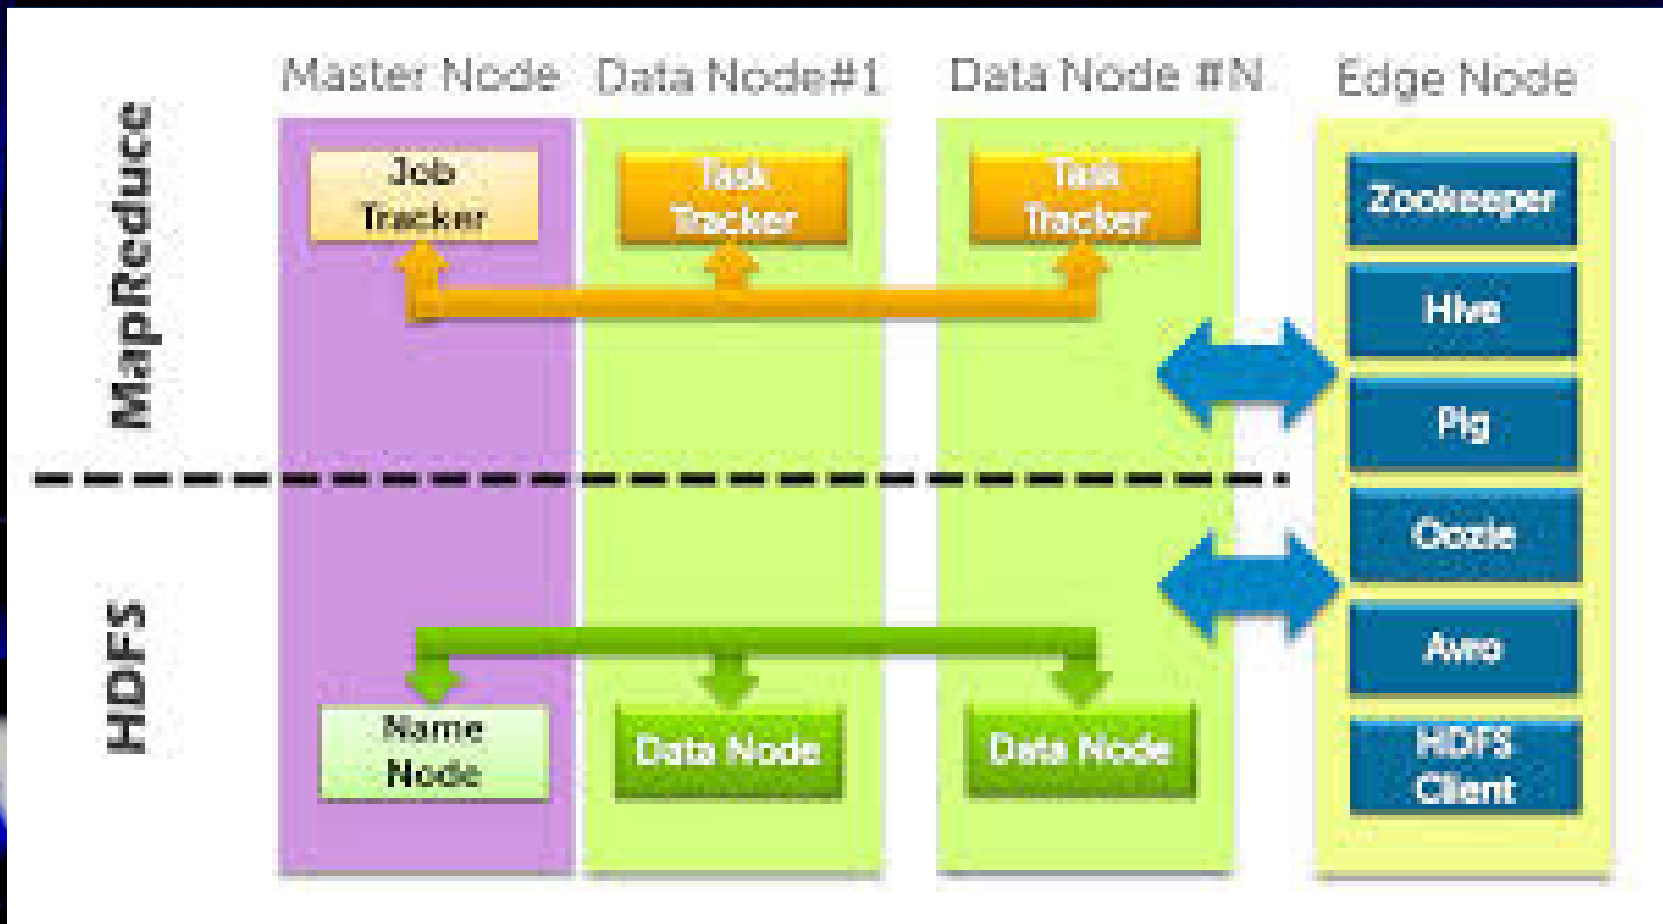 Master Node
Data Node#1
Data Node #N
Edge Node
MapReduce
Job
Tracker
Task
Tracker
Task
Tracker
Zookeeper
Hive
Pig
Oozie
Avro
HDFS
Client
HDFS
Name
Node
Data Node
Data Node